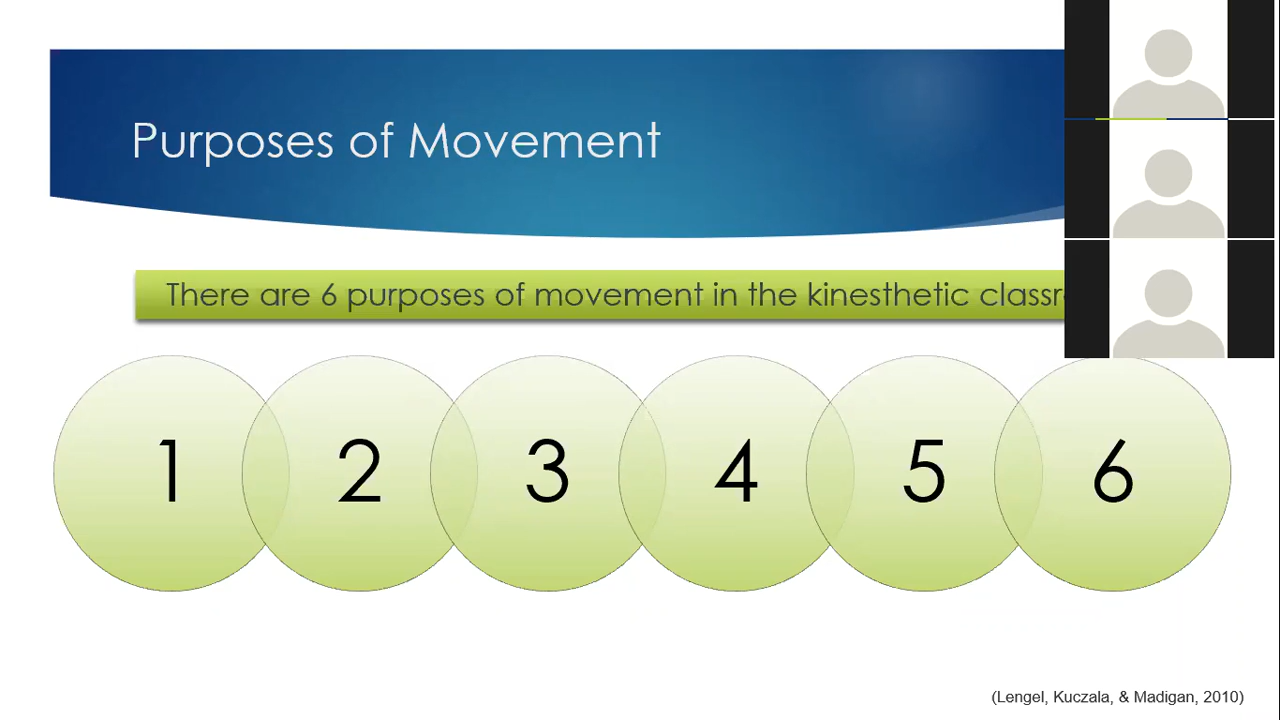 Purposes of Movement
There are 6 purposes of movement in the kinesthetic
1 2 3 4 5 6
(Lengel, Kuczala, & Madigan, 2010)